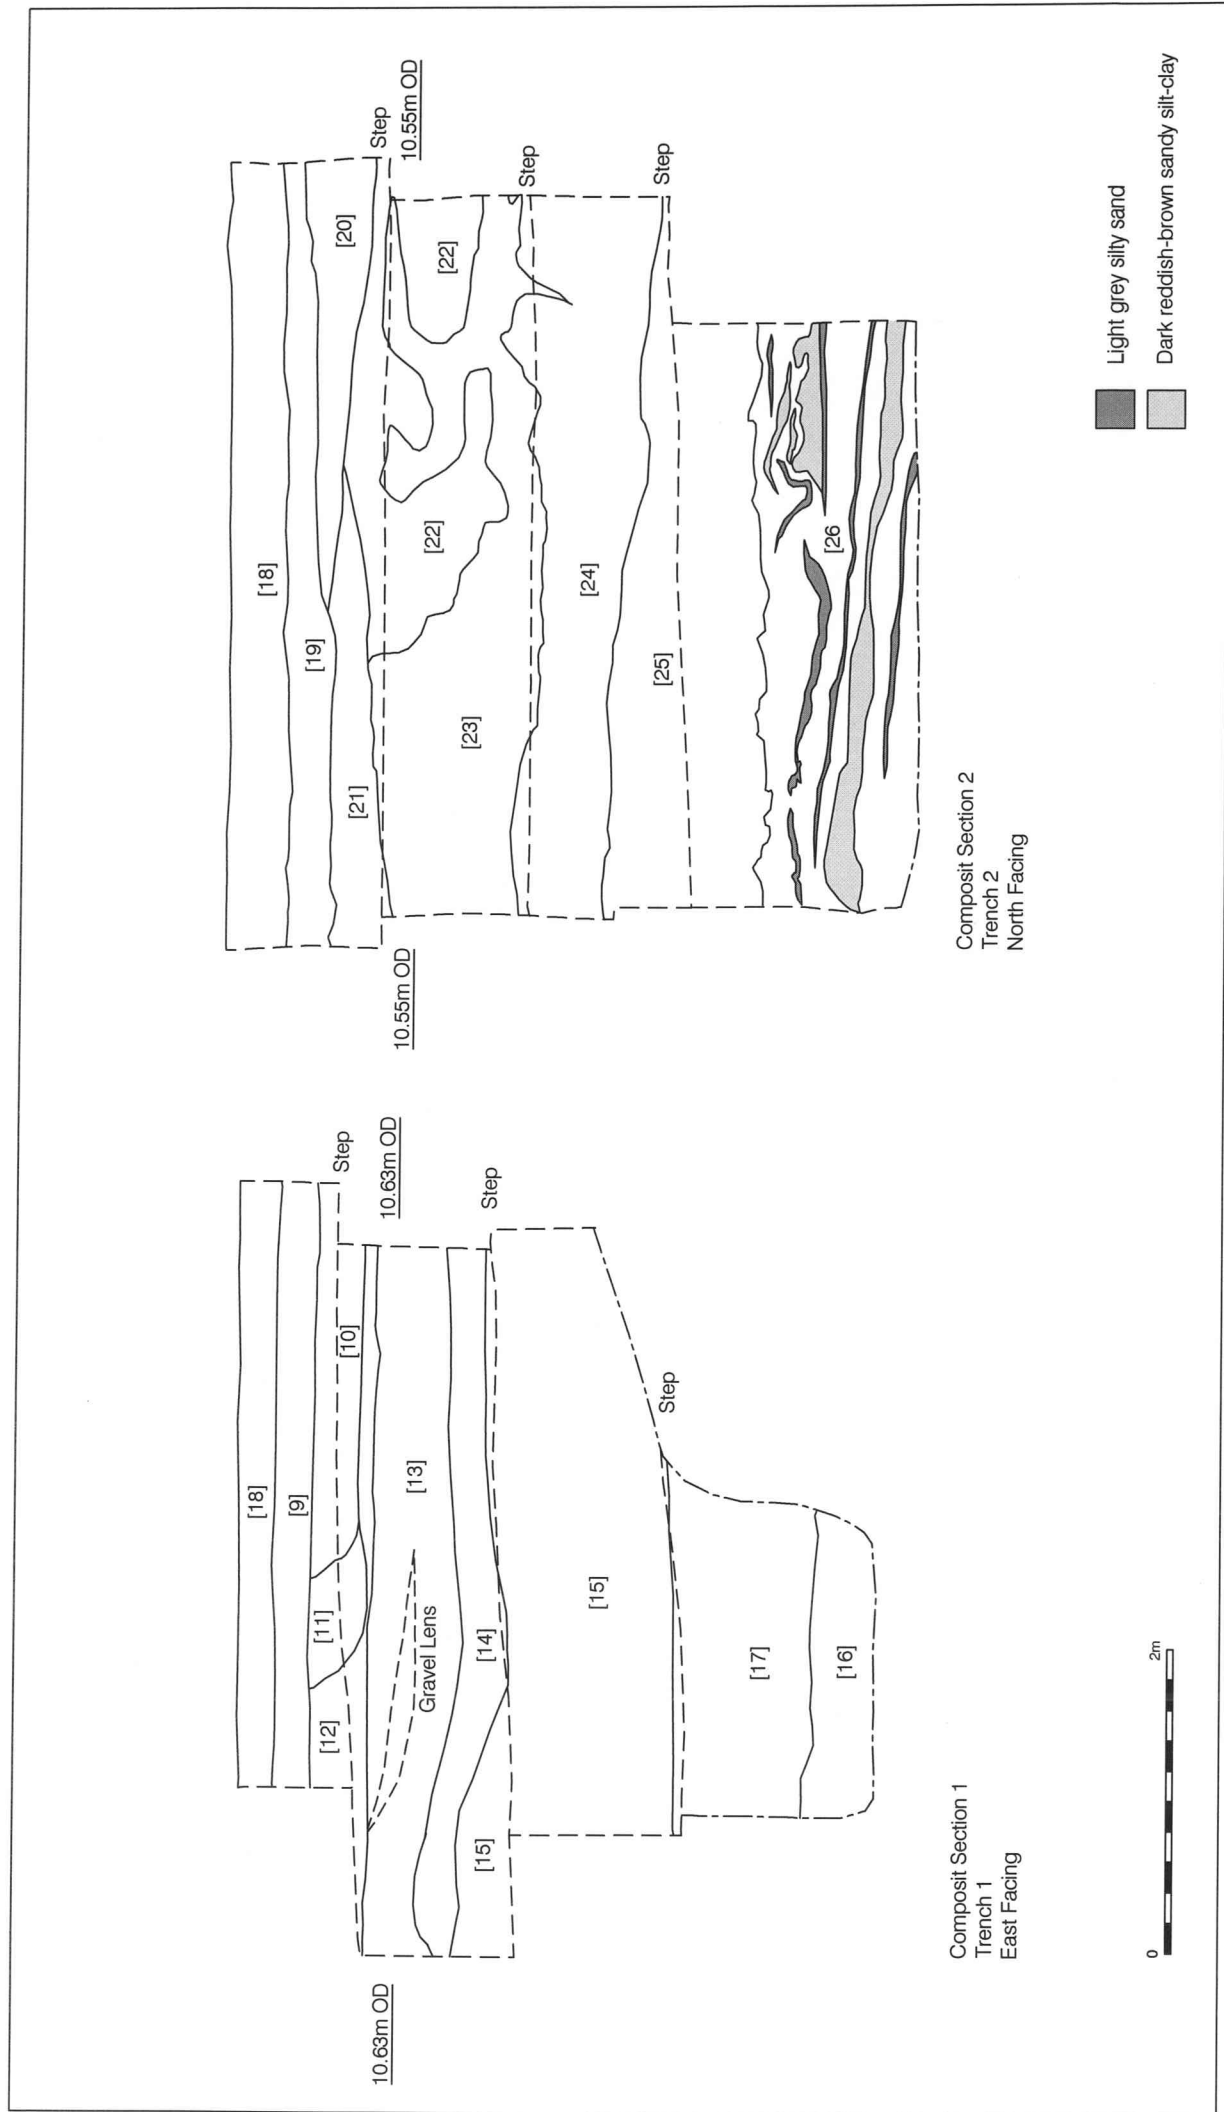 10.63m OD
10.63m OD
[18]
[9]
Step
[10]
[11]
[12]
[13]
Gravel Lens
[14]
[15]
Step
[15]
Step
[17]
[16]
Composit Section 1
Trench 1
East Facing
0
2m
10.55m OD
10.55m OD
[18]
[19]
[20]
Step
[21]
[22]
[22]
[23]
Step
[24]
Step
[25]
[26
Composit Section 2
Trench 2
North Facing
Light grey silty sand
Dark reddish-brown sandy silt-clay